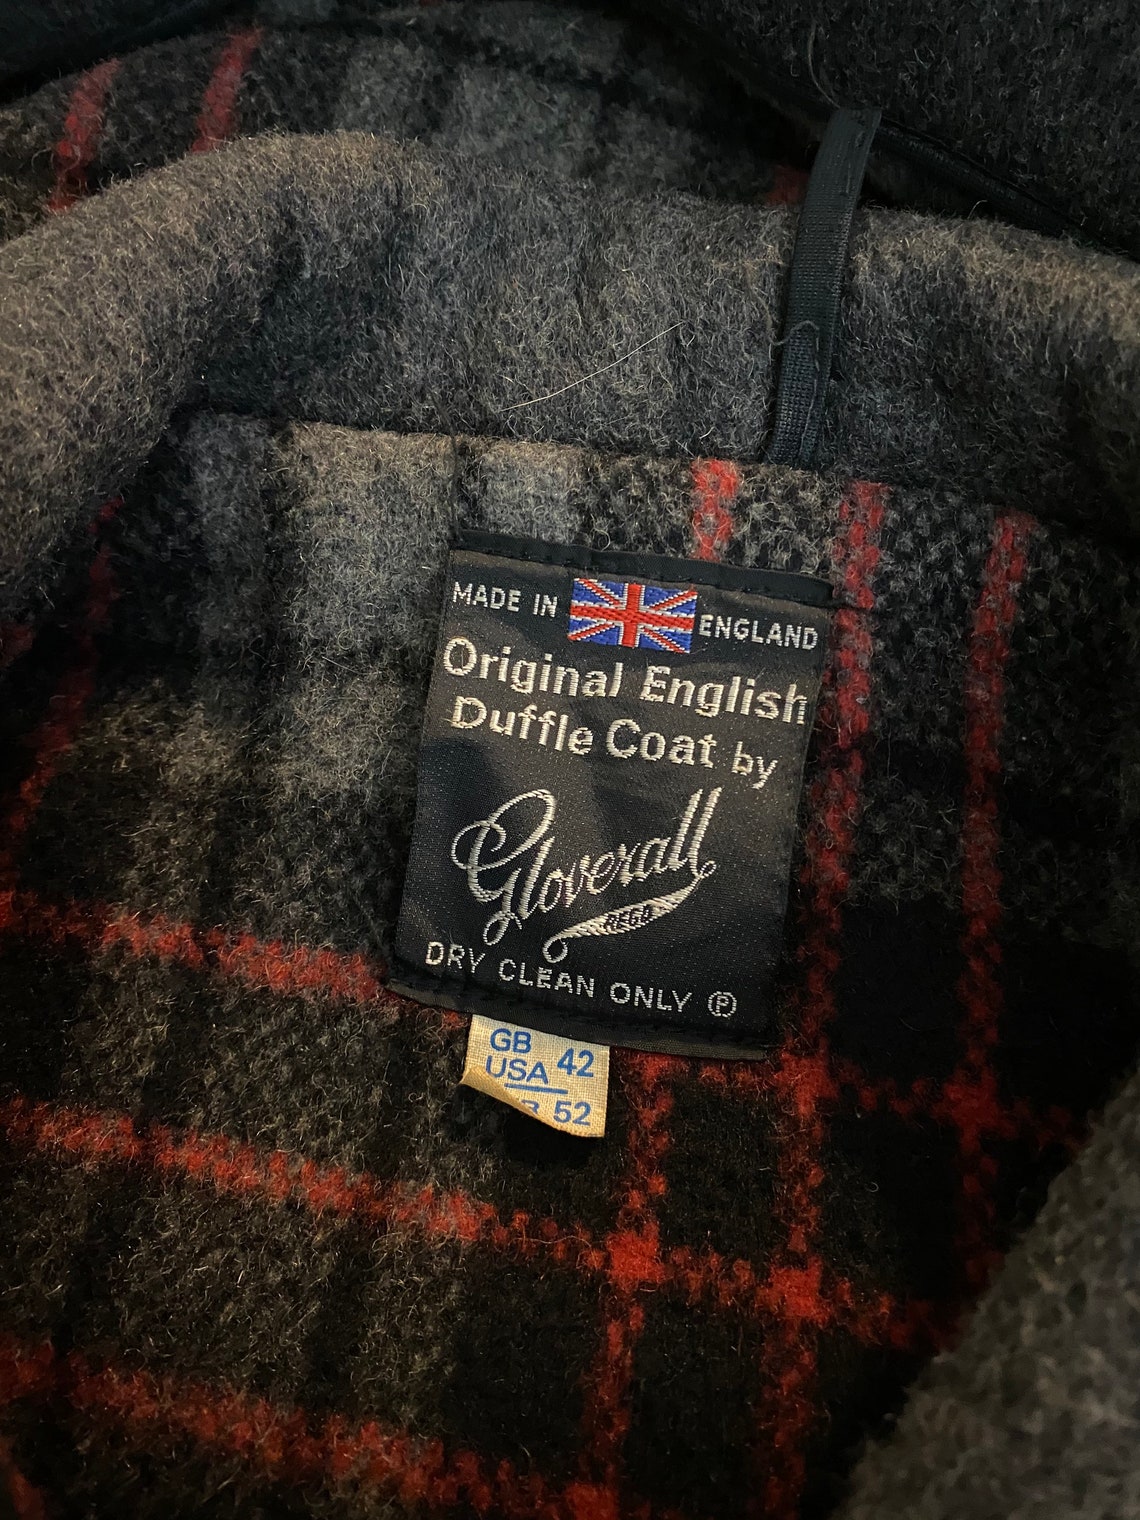 MADE IN ENGLAND
Original English
Duffle Coat by
Gloverall
REGD
DRY CLEAN ONLY Ⓟ
GB
USA 42
52